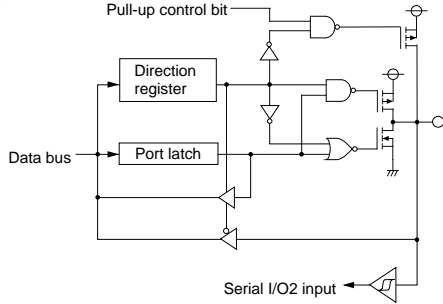 Pull-up control bit
Direction
register
Data bus
Port latch
Serial I/O2 input